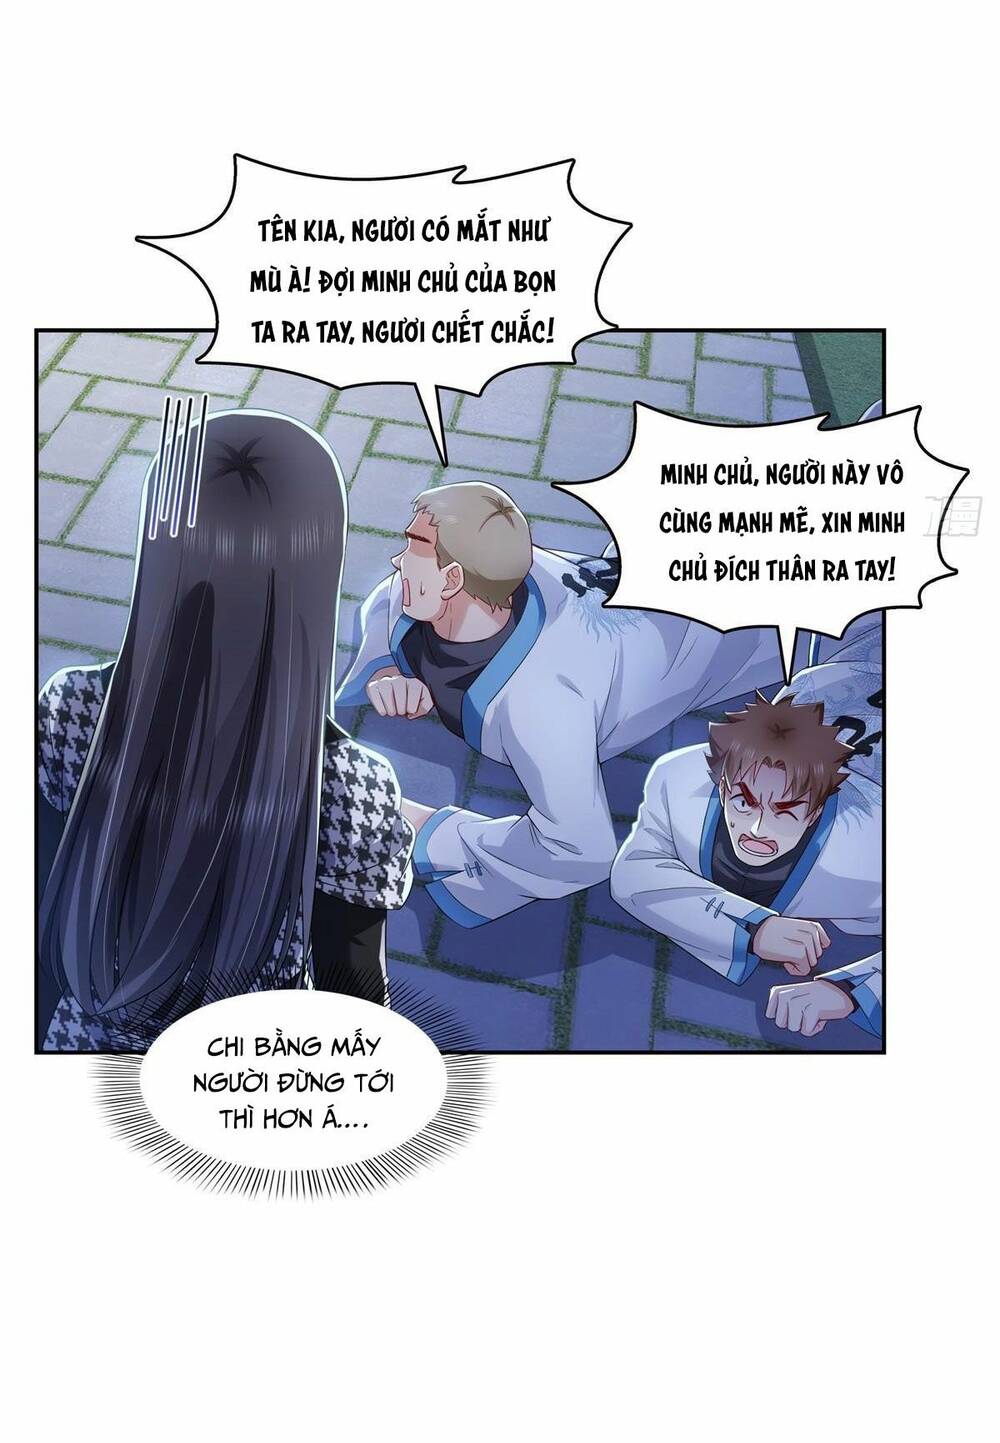 TÊN KIA, NGƯƠI CÓ MẮT NHƯ
MÙ À! ĐỢI MINH CHỦ CỦA BỌN
TA RA TAY, NGƯƠI CHẾT CHẮC!
MINH CHỦ, NGƯỜI NÀY VÔ
CÙNG MẠNH MẼ, XIN MINH
CHỦ ĐÍCH THÂN RA TAY!
CHI BẰNG MẤY
NGƯỜI ĐỪNG TỚI
THÌ HƠN Á....